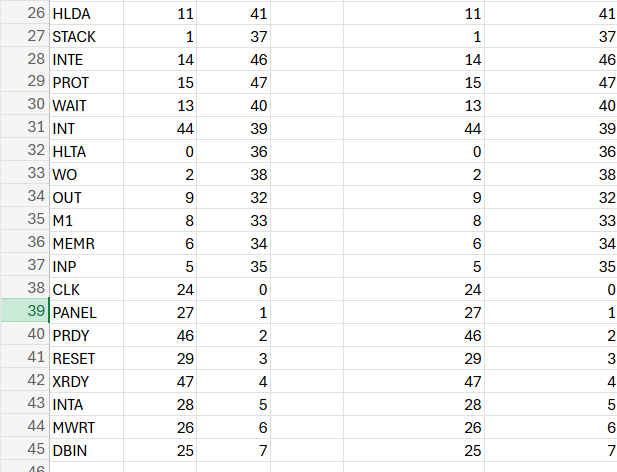 26 HLDA 11 41 11 41
27 STACK 1 37 1 37
28 INTE 14 46 14 46
29 PROT 15 47 15 47
30 WAIT 13 40 13 40
31 INT 44 39 44 39
32 HLTA 0 36 0 36
33 WO 2 38 2 38
34 OUT 9 32 9 32
35 M1 8 33 8 33
36 MEMR 6 34 6 34
37 INP 5 35 5 35
38 CLK 24 0 24 0
39 PANEL 27 1 27 1
40 PRDY 46 2 46 2
41 RESET 29 3 29 3
42 XRDY 47 4 47 4
43 INTA 28 5 28 5
44 MWRT 26 6 26 6
45 DBIN 25 7 25 7